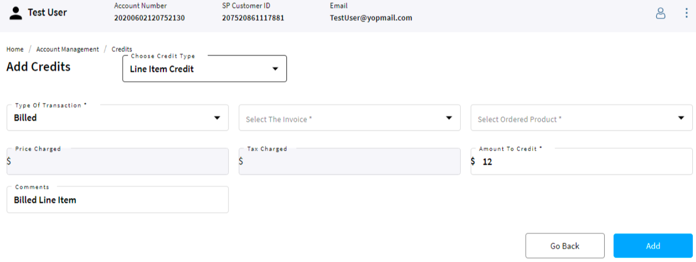 Test User
Account Number
20200602120752130
SP Customer ID
207520861117881
Email
TestUser@yopmail.com
Home / Account Management / Credits
Add Credits
Choose Credit Type
Line Item Credit
Type Of Transaction *
Billed
Select The Invoice *
Select Ordered Product *
Price Charged
$
Tax Charged
$
Amount To Credit *
$ 12
Comments
Billed Line Item
Go Back
Add